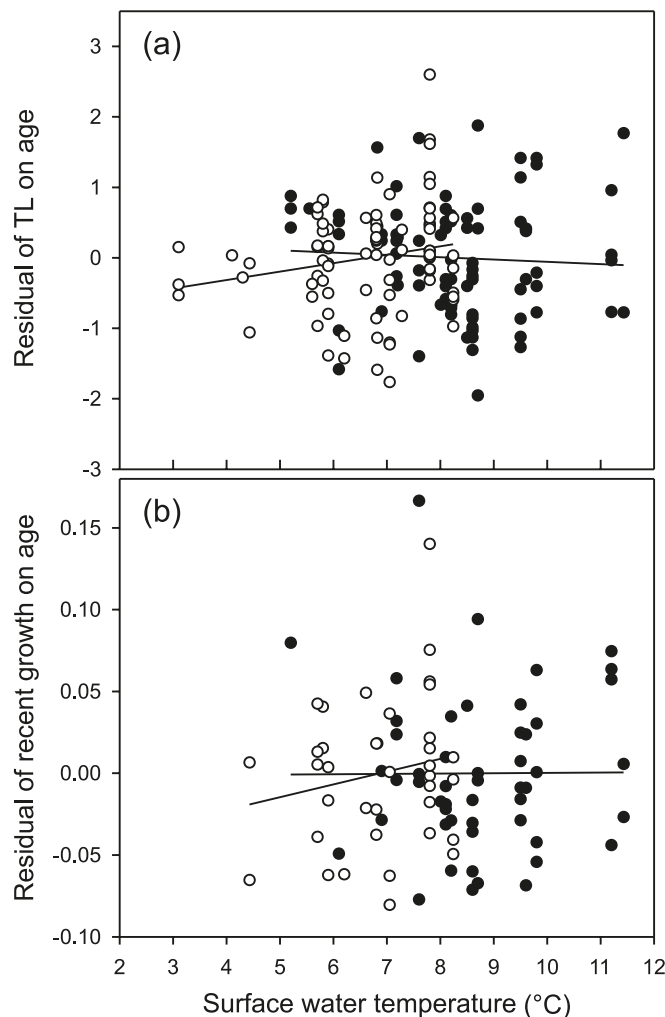 (a)
Residual of TL on age
3
2
1
0
-1
-2
-3
(b)
Residual of recent growth on age
0.15
0.10
0.05
0.00
-0.05
-0.10
2 3 4 5 6 7 8 9 10 11 12
Surface water temperature (°C)